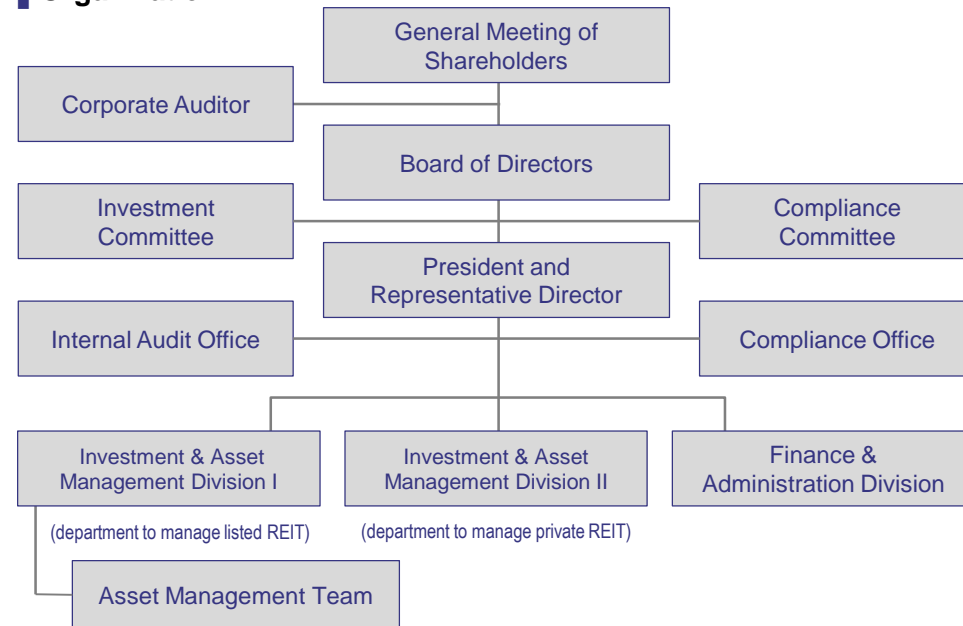 General Meeting of
Shareholders
Corporate Auditor
Board of Directors
Investment
Committee
Compliance
Committee
President and
Representative Director
Internal Audit Office
Compliance Office
Investment & Asset
Management Division I
Investment & Asset
Management Division II
Finance &
Administration Division
(department to manage listed REIT)
(department to manage private REIT)
Asset Management Team